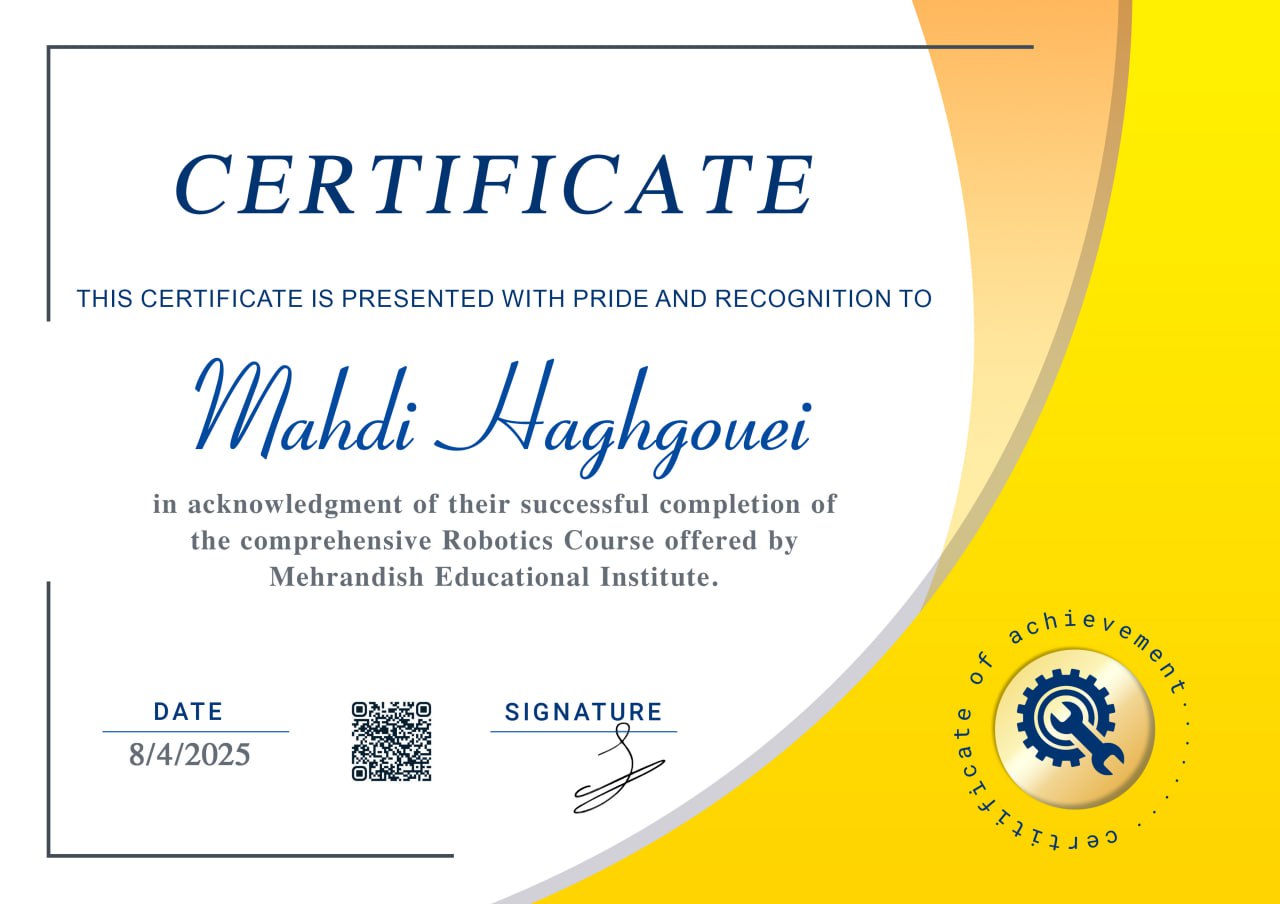 CERTIFICATE
THIS CERTIFICATE IS PRESENTED WITH PRIDE AND RECOGNITION TO
Mahdi Haghgouei
in acknowledgment of their successful completion of
the comprehensive Robotics Course offered by
Mehrandish Educational Institute.
DATE
8/4/2025
SIGNATURE
certificate of achievement..........